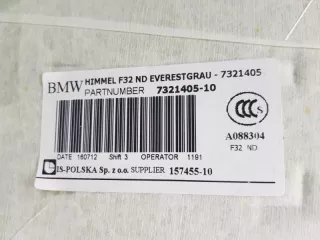 BMW HIMMEL F32 ND EVERESTGRAU - 7321405
PARTNUMBER 7321405-10
CCC S
A088304
F32 ND
DATE 160712 Shift 3 OPERATOR 1191
IS-POLSKA Sp. z o.o. SUPPLIER 157455-10